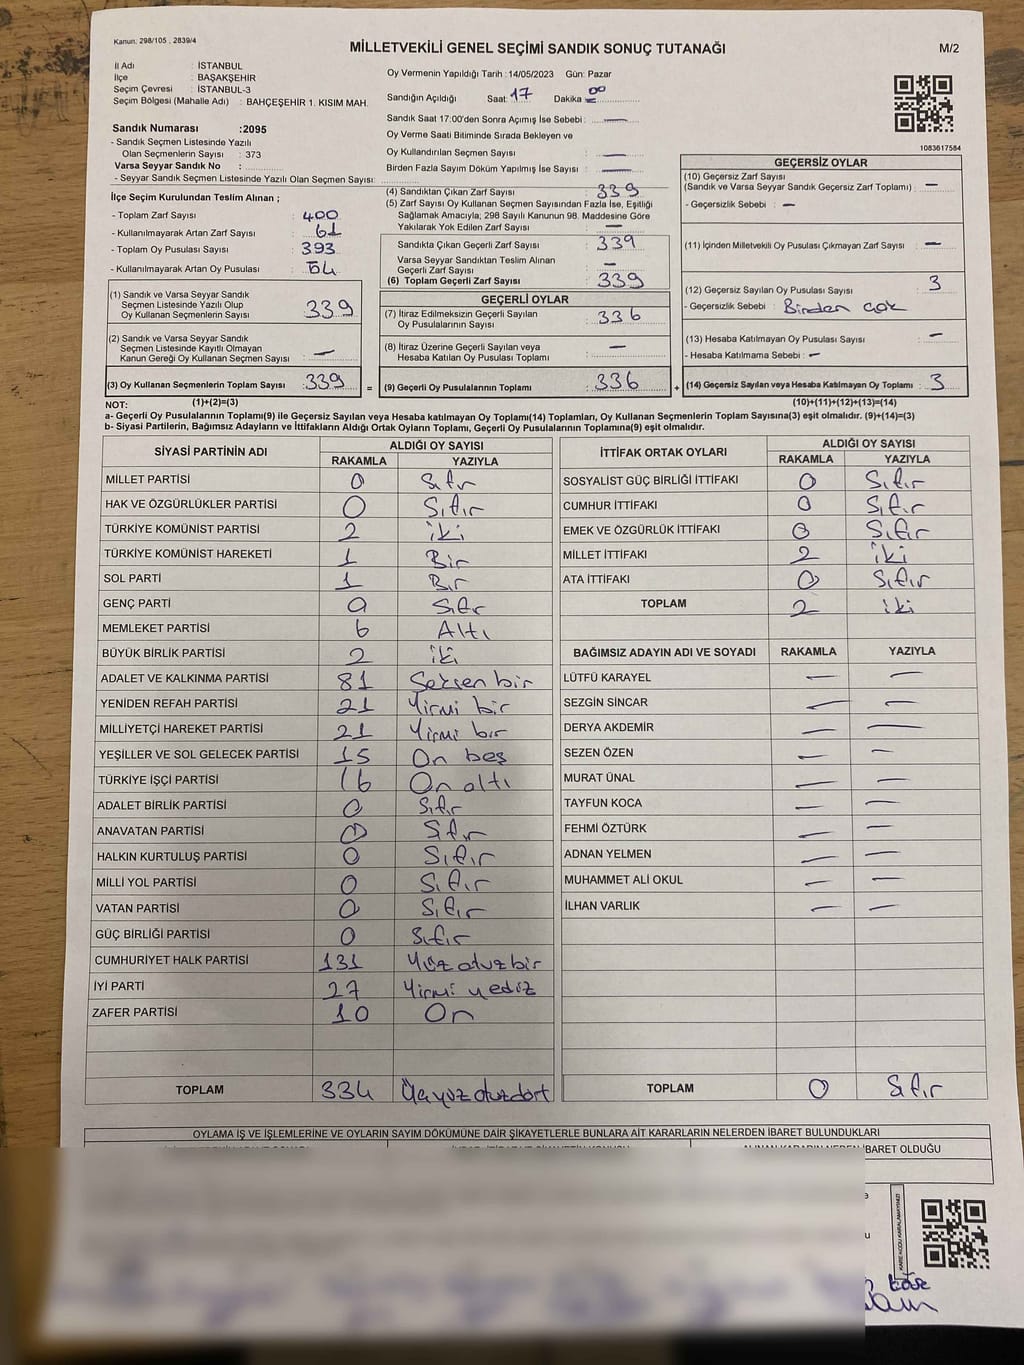 Kanun: 298/105 , 2839/4
MİLLETVEKİLİ GENEL SEÇİMİ SANDIK SONUÇ TUTANAĞI
M/2
İl Adı : İSTANBUL
İlçe : BAŞAKŞEHİR
Seçim Çevresi : İSTANBUL-3
Seçim Bölgesi (Mahalle Adı) : BAHÇEŞEHİR 1. KISIM MAH.
Sandık Numarası :2095
- Sandık Seçmen Listesinde Yazılı
Olan Seçmenlerin Sayısı : 373
Varsa Seyyar Sandık No :
- Seyyar Sandık Seçmen Listesinde Yazılı Olan Seçmen Sayısı:
Oy Vermenin Yapıldığı Tarih :14/05/2023 Gün: Pazar
Sandığın Açıldığı Saat: 17 Dakika: 00
Sandık Saat 17:00'den Sonra Açımış İse Sebebi : —
Oy Verme Saati Bitiminde Sırada Bekleyen ve
Oy Kullandırılan Seçmen Sayısı : —
Birden Fazla Sayım Döküm Yapılmış İse Sayısı : —
1083617584
İlçe Seçim Kurulundan Teslim Alınan ;
- Toplam Zarf Sayısı : 400
- Kullanılmayarak Artan Zarf Sayısı : 61
- Toplam Oy Pusulası Sayısı : 393
- Kullanılmayarak Artan Oy Pusulası : 54
(1) Sandık ve Varsa Seyyar Sandık
Seçmen Listesinde Yazılı Olup
Oy Kullanan Seçmenlerin Sayısı : 339
(2) Sandık ve Varsa Seyyar Sandık
Seçmen Listesinde Kayıtlı Olmayan
Kanun Gereği Oy Kullanan Seçmen Sayısı : —
(3) Oy Kullanan Seçmenlerin Toplam Sayısı : 339 =
(4) Sandıktan Çıkan Zarf Sayısı : 339
(5) Zarf Sayısı Oy Kullanan Seçmen Sayısından Fazla İse, Eşitliği
Sağlamak Amacıyla; 298 Sayılı Kanunun 98. Maddesine Göre
Yakılarak Yok Edilen Zarf Sayısı : —
Sandıkta Çıkan Geçerli Zarf Sayısı : 339
Varsa Seyyar Sandıktan Teslim Alınan
Geçerli Zarf Sayısı : —
(6) Toplam Geçerli Zarf Sayısı : 339
GEÇERLİ OYLAR
(7) İtiraz Edilmeksizin Geçerli Sayılan
Oy Pusulalarının Sayısı : 336
(8) İtiraz Üzerine Geçerli Sayılan veya
Hesaba Katılan Oy Pusulası Toplamı : —
(9) Geçerli Oy Pusulalarının Toplamı : 336 +
GEÇERSİZ OYLAR
(10) Geçersiz Zarf Sayısı
(Sandık ve Varsa Seyyar Sandık Geçersiz Zarf Toplamı) : —
- Geçersizlik Sebebi : —
(11) İçinden Milletvekili Oy Pusulası Çıkmayan Zarf Sayısı : —
(12) Geçersiz Sayılan Oy Pusulası Sayısı : 3
- Geçersizlik Sebebi : Birden çok
(13) Hesaba Katılmayan Oy Pusulası Sayısı : —
- Hesaba Katılmama Sebebi : —
(14) Geçersiz Sayılan veya Hesaba Katılmayan Oy Toplamı : 3
NOT: (1)+(2)=(3) (10)+(11)+(12)+(13)=(14)
a- Geçerli Oy Pusulalarının Toplamı(9) ile Geçersiz Sayılan veya Hesaba katılmayan Oy Toplamı(14) Toplamları, Oy Kullanan Seçmenlerin Toplam Sayısına(3) eşit olmalıdır. (9)+(14)=(3)
b- Siyasi Partilerin, Bağımsız Adayların ve İttifakların Aldığı Ortak Oyların Toplamı, Geçerli Oy Pusulalarının Toplamına(9) eşit olmalıdır.
SİYASİ PARTİNİN ADI ALDIĞI OY SAYISI
RAKAMLA YAZIYLA
MİLLET PARTİSİ 0 Sıfır
HAK VE ÖZGÜRLÜKLER PARTİSİ 0 Sıfır
TÜRKİYE KOMÜNİST PARTİSİ 2 iki
TÜRKİYE KOMÜNİST HAREKETİ 1 Bir
SOL PARTİ 1 Bir
GENÇ PARTİ 0 Sıfır
MEMLEKET PARTİSİ 6 Altı
BÜYÜK BİRLİK PARTİSİ 2 iki
ADALET VE KALKINMA PARTİSİ 81 Seksen bir
YENİDEN REFAH PARTİSİ 21 Yirmi bir
MİLLİYETÇİ HAREKET PARTİSİ 21 Yirmi bir
YEŞİLLER VE SOL GELECEK PARTİSİ 15 On beş
TÜRKİYE İŞÇİ PARTİSİ 16 On altı
ADALET BİRLİK PARTİSİ 0 Sıfır
ANAVATAN PARTİSİ 0 Sıfır
HALKIN KURTULUŞ PARTİSİ 0 Sıfır
MİLLİ YOL PARTİSİ 0 Sıfır
VATAN PARTİSİ 0 Sıfır
GÜÇ BİRLİĞİ PARTİSİ 0 Sıfır
CUMHURİYET HALK PARTİSİ 131 Yüz otuz bir
İYİ PARTİ 27 Yirmi yediz
ZAFER PARTİSİ 10 On
TOPLAM 334 Üçyüz otuzdört
İTTİFAK ORTAK OYLARI ALDIĞI OY SAYISI
RAKAMLA YAZIYLA
SOSYALİST GÜÇ BİRLİĞİ İTTİFAKI 0 Sıfır
CUMHUR İTTİFAKI 0 Sıfır
EMEK VE ÖZGÜRLÜK İTTİFAKI 0 Sıfır
MİLLET İTTİFAKI 2 iki
ATA İTTİFAKI 0 Sıfır
TOPLAM 2 iki
BAĞIMSIZ ADAYIN ADI VE SOYADI RAKAMLA YAZIYLA
LÜTFÜ KARAYEL — —
SEZGİN SİNCAR — —
DERYA AKDEMİR — —
SEZEN ÖZEN — —
MURAT ÜNAL — —
TAYFUN KOCA — —
FEHMİ ÖZTÜRK — —
ADNAN YELMEN — —
MUHAMMET ALİ OKUL — —
İLHAN VARLIK — —
TOPLAM 0 Sıfır
OYLAMA İŞ VE İŞLEMLERİNE VE OYLARIN SAYIM DÖKÜMÜNE DAİR ŞİKAYETLERLE BUNLARA AİT KARARLARIN NELERDEN İBARET BULUNDUKLARI
ALINAN KARARIN NEDEN İBARET OLDUĞU
KAREKODU KARALAMAYINIZ!